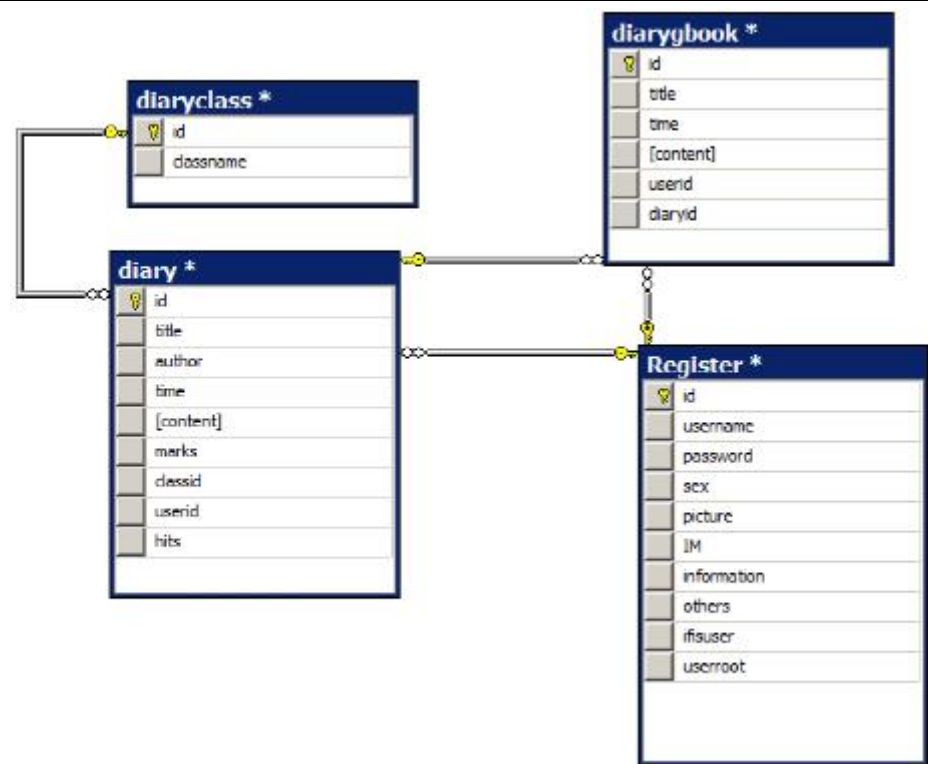 diarygbook *
id
title
time
[content]
userid
diaryid
diaryclass *
id
classname
diary *
id
title
author
time
[content]
marks
classid
userid
hits
Register *
id
username
password
sex
picture
IM
information
others
ifisuser
userroot